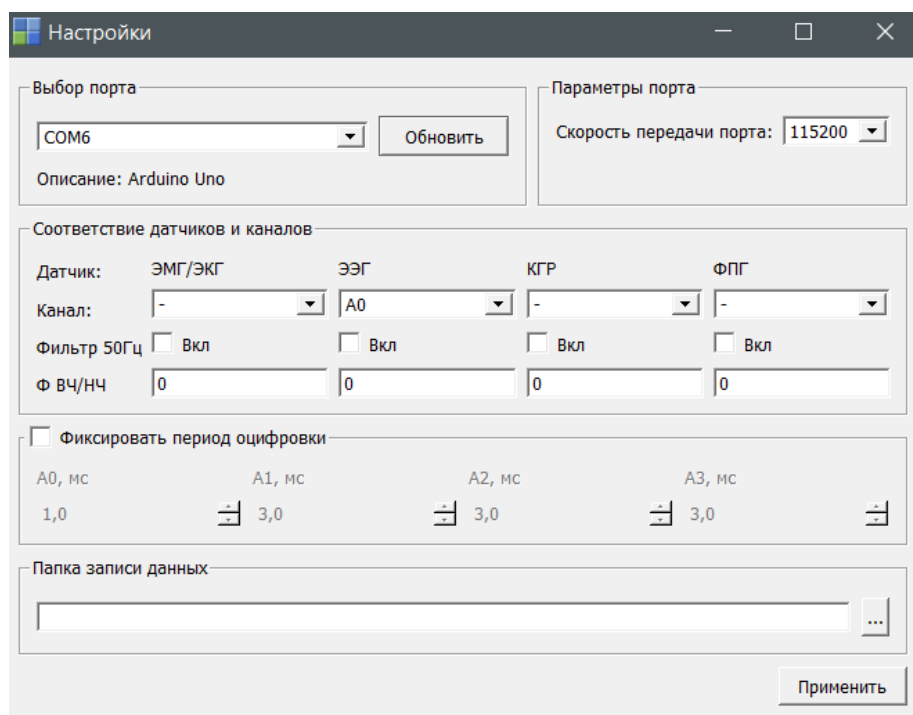 Настройки
Выбор порта
COM6
Обновить
Описание: Arduino Uno
Параметры порта
Скорость передачи порта: 115200
Соответствие датчиков и каналов
Датчик: ЭМГ/ЭКГ ЭЭГ КГР ФПГ
Канал: - A0 - -
Фильтр 50Гц Вкл Вкл Вкл Вкл
Ф ВЧ/НЧ 0 0 0 0
Фиксировать период оцифровки
A0, мс A1, мс A2, мс A3, мс
1,0 3,0 3,0 3,0
Папка записи данных
...
Применить